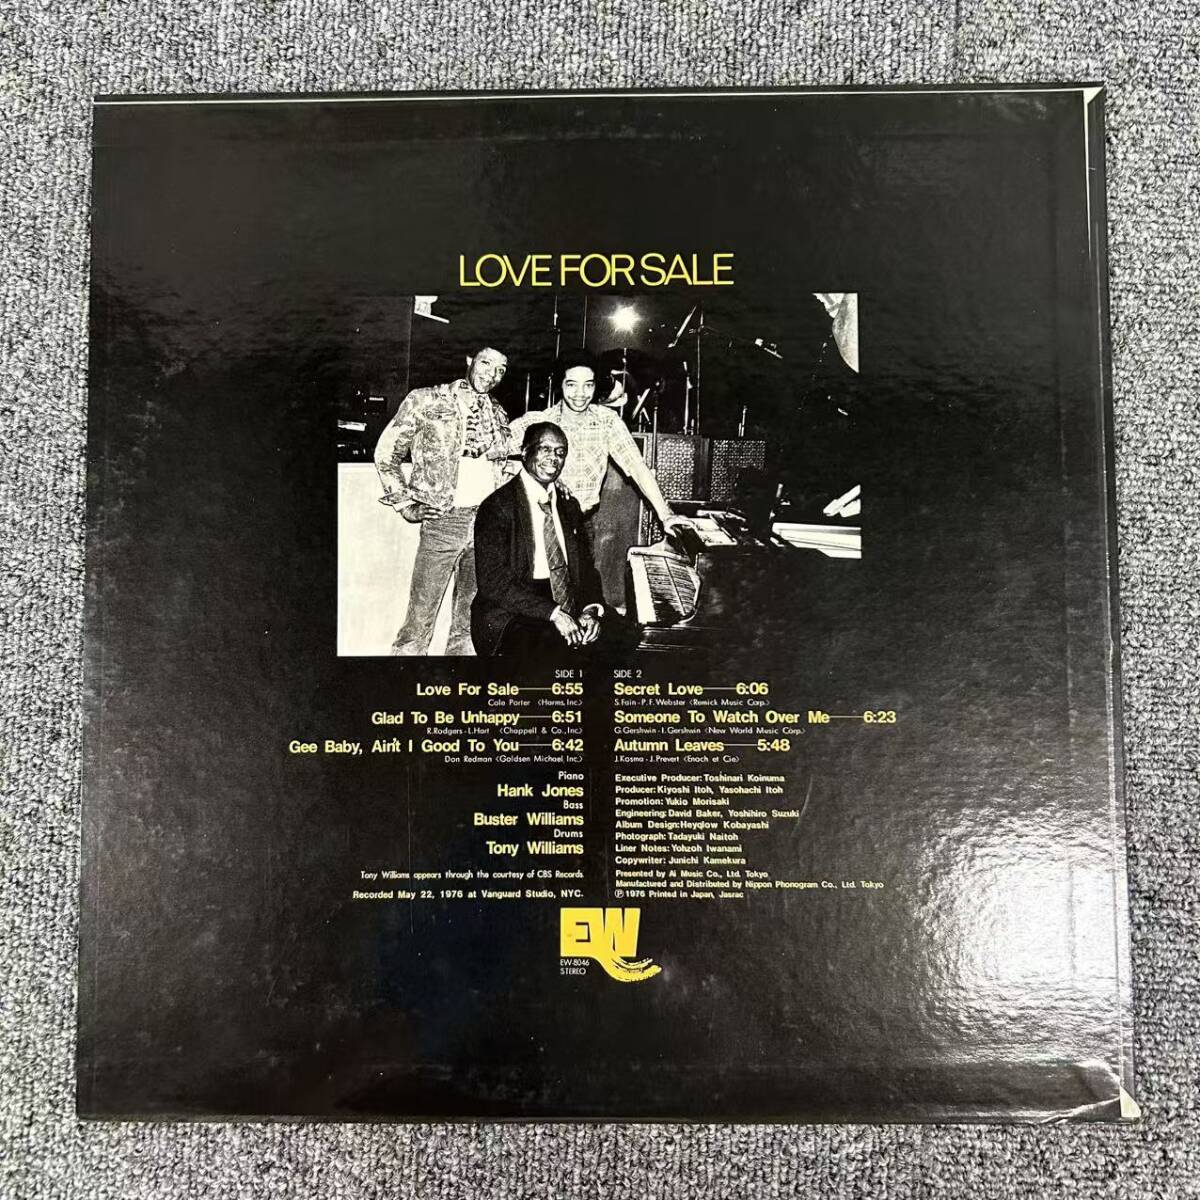 LOVE FOR SALE
SIDE 1
Love For Sale—6:55
Cole Porter <Harms, Inc.>
Glad To Be Unhappy—6:51
R. Rodgers - L. Hart <Chappell & Co., Inc>
Gee Baby, Ain't I Good To You—6:42
Don Redman <Goldsen Michael, Inc.>
SIDE 2
Secret Love—6:06
S. Fain - P. F. Webster <Remick Music Corp.>
Someone To Watch Over Me—6:23
G. Gershwin - I. Gershwin <New World Music Corp.>
Autumn Leaves—5:48
J. Kosma - J. Prevert <Enoch et Cie>
Piano
Hank Jones
Bass
Buster Williams
Drums
Tony Williams
Tony Williams appears through the courtesy of CBS Records.
Recorded May 22, 1976 at Vanguard Studio, NYC.
Executive Producer: Toshinari Koinuma
Producer: Kiyoshi Itoh, Yasohachi Itoh
Promotion: Yukio Morisaki
Engineering: David Baker, Yoshihiro Suzuki
Album Design: Heyqlow Kobayashi
Photograph: Tadayuki Naitoh
Liner Notes: Yohzoh Iwanami
Copywriter: Junichi Kamekura
Presented by Ai Music Co., Ltd. Tokyo
Manufactured and Distributed by Nippon Phonogram Co., Ltd. Tokyo
Ⓟ 1976 Printed in Japan, Jasrac
EW
EW-8046
STEREO